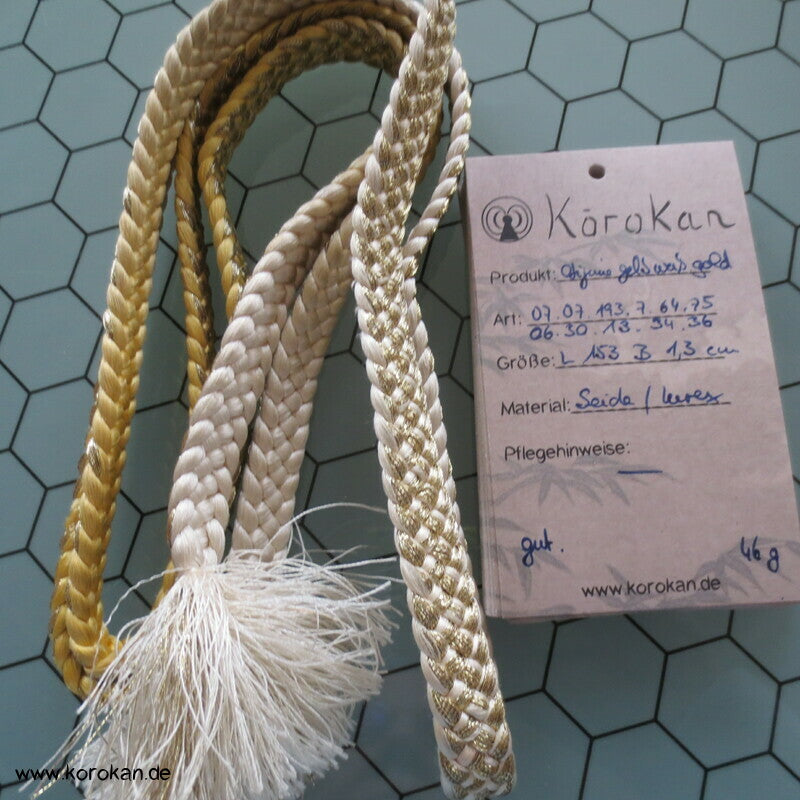 Kōrokan
Produkt: Obijime gelb weiß gold
Art: 07.07.193.7.64.75
06.30.13.34.36
Größe: L 153 B 1,3 cm
Material: Seide / lurex
Pflegehinweise:
gut. 46 g
www.korokan.de
www.korokan.de